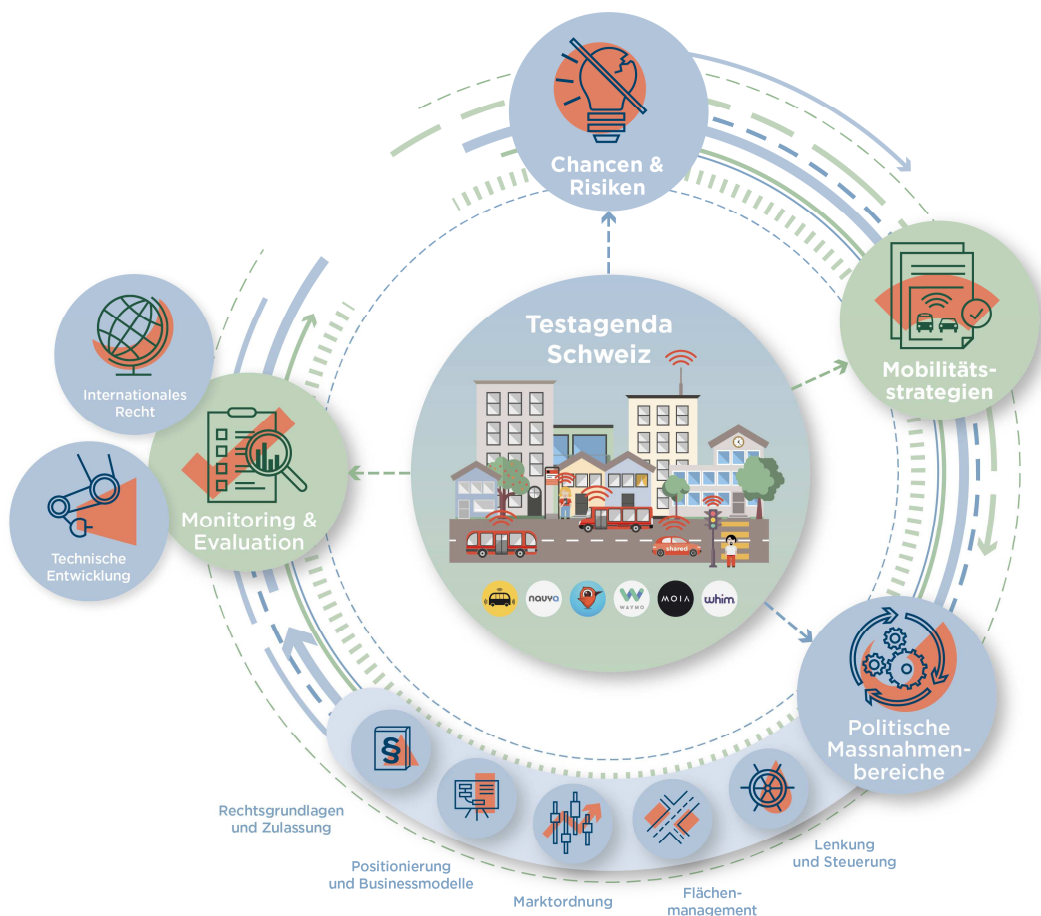 Chancen &
Risiken
Mobilitäts-
strategien
Testagenda
Schweiz
Internationales
Recht
Monitoring &
Evaluation
Technische
Entwicklung
shared
nauya
WAYMO
MOIA
whim
Politische
Massnahmen-
bereiche
§
Rechtsgrundlagen
und Zulassung
Positionierung
und Businessmodelle
Marktordnung
Flächen-
management
Lenkung
und Steuerung